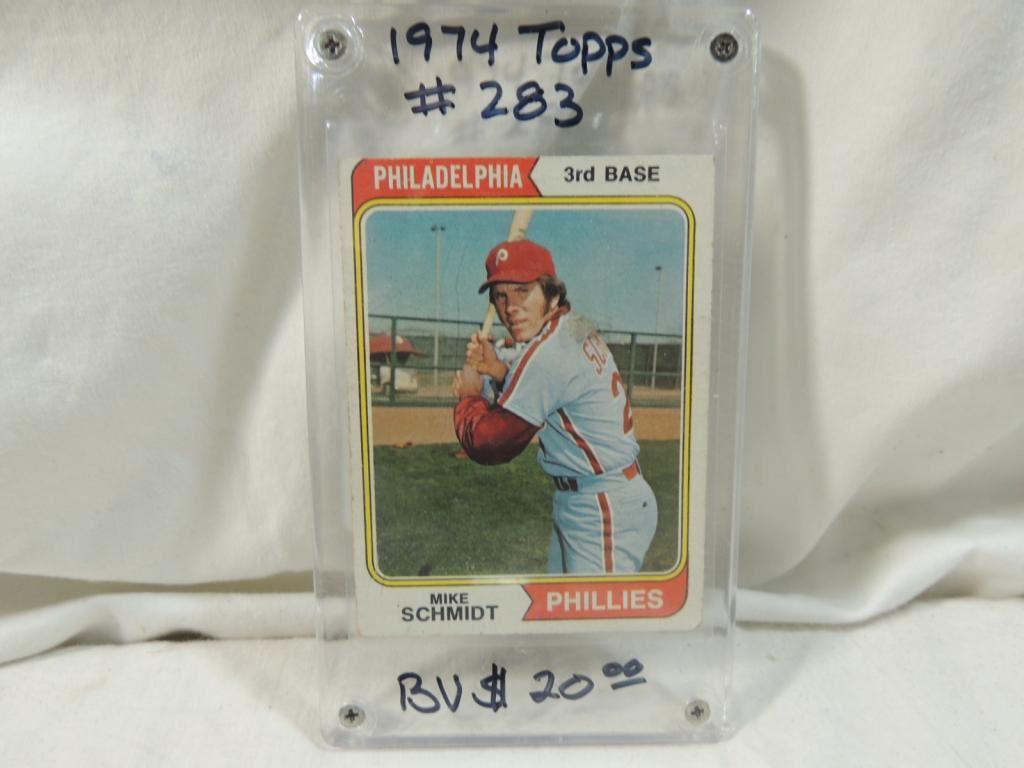 1974 Topps
# 283
PHILADELPHIA 3rd BASE
P
MIKE
SCHMIDT PHILLIES
BV $ 20 00